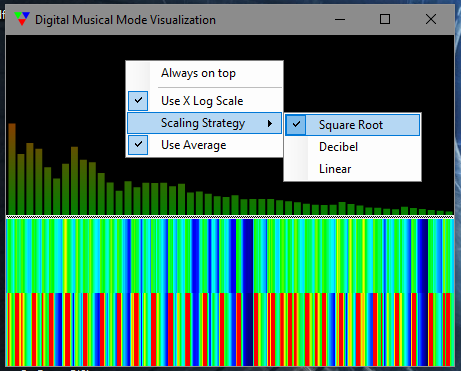 Digital Musical Mode Visualization
Always on top
Use X Log Scale
Scaling Strategy
Use Average
Square Root
Decibel
Linear